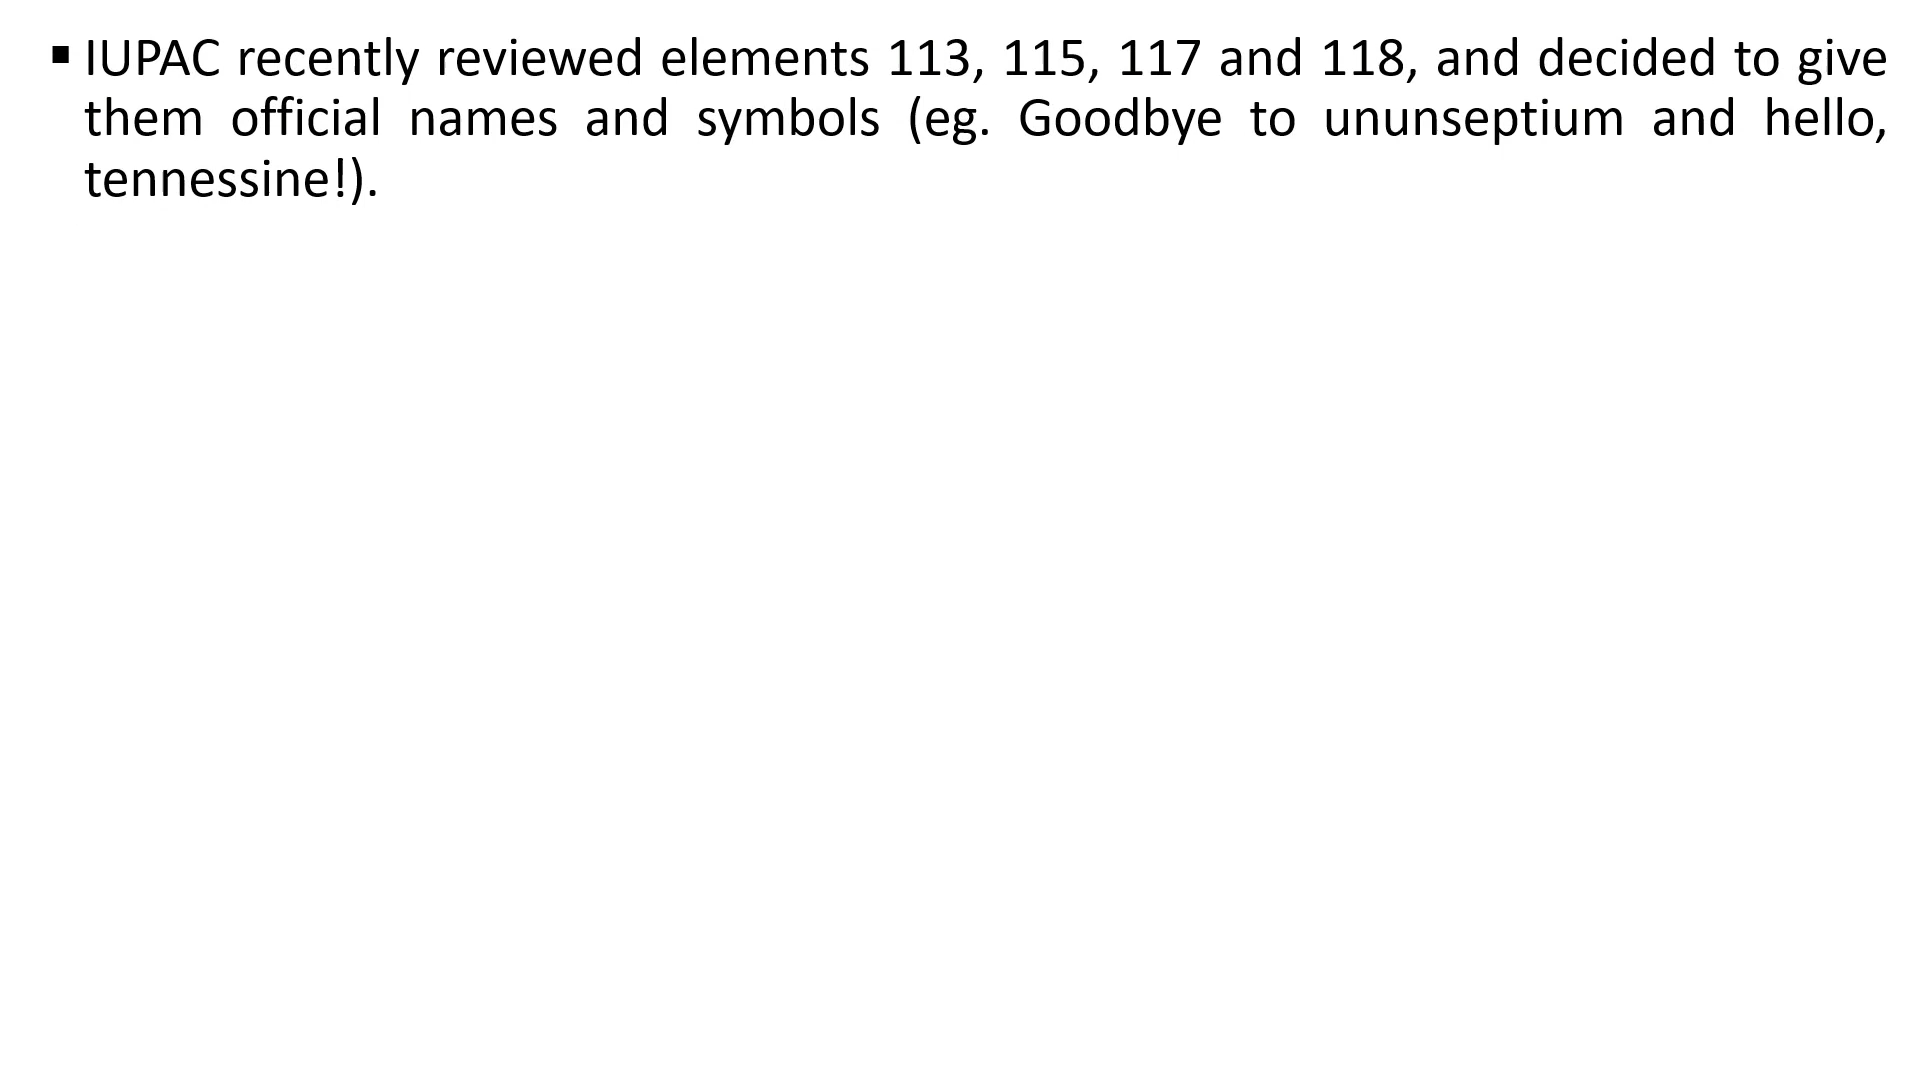 ▪ IUPAC recently reviewed elements 113, 115, 117 and 118, and decided to give
them official names and symbols (eg. Goodbye to ununseptium and hello,
tennessine!).